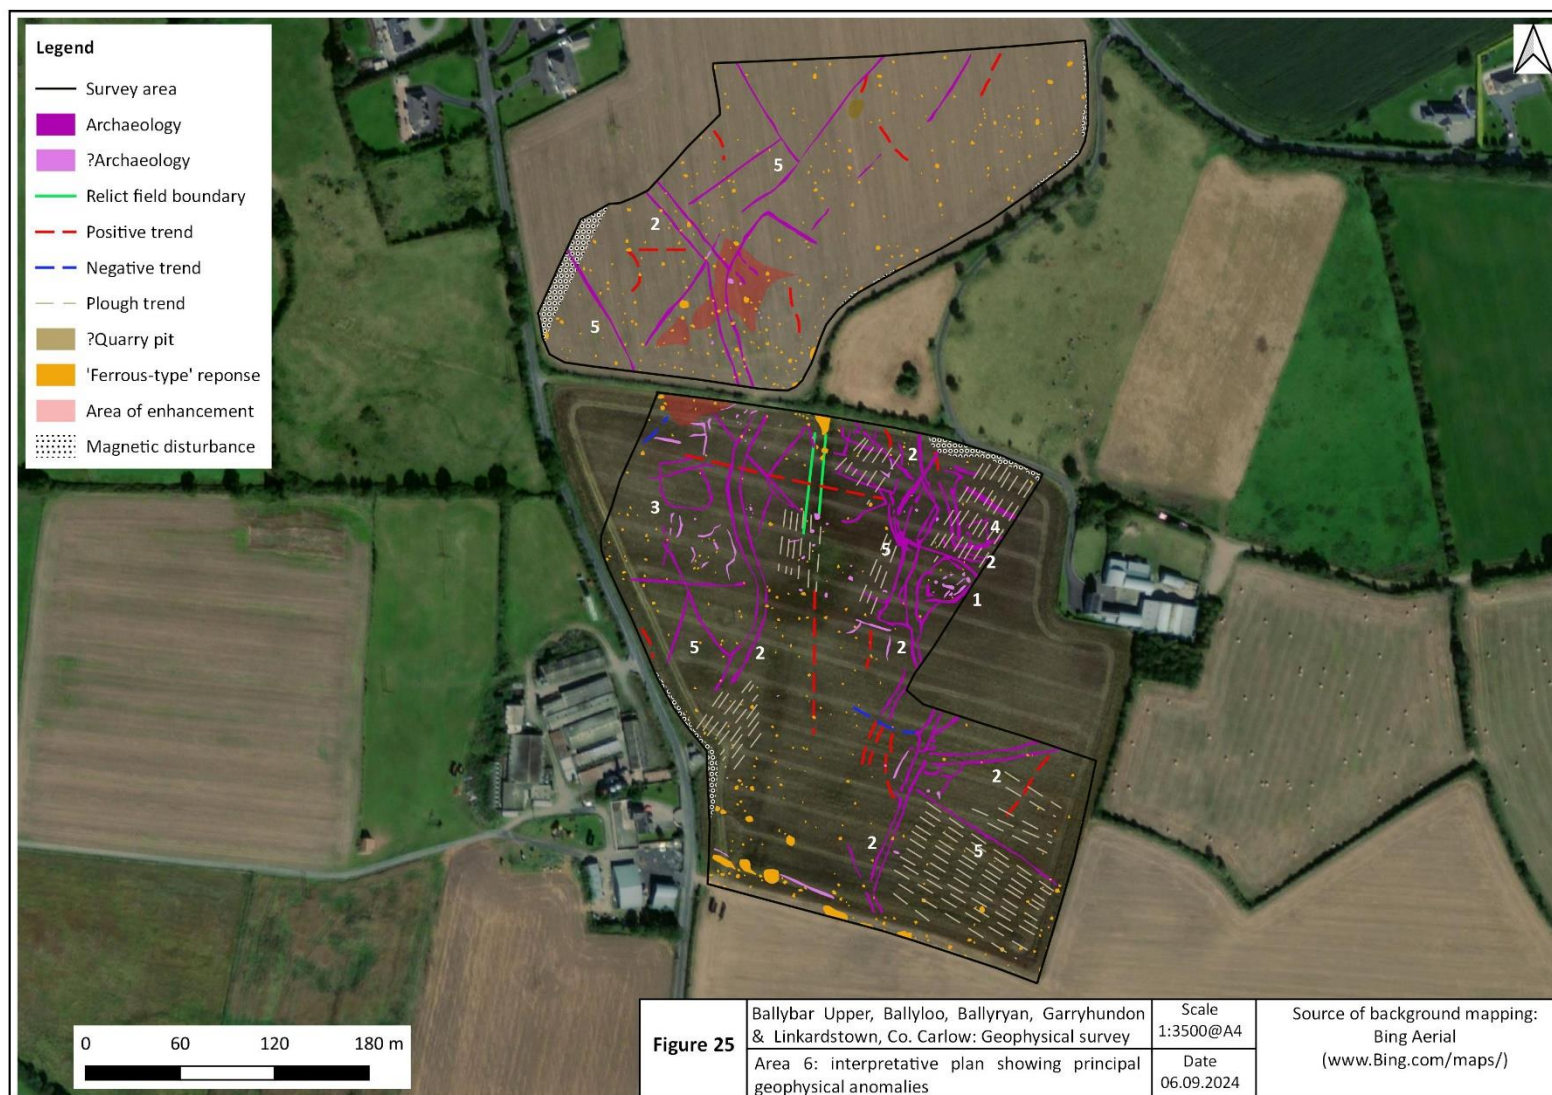 Legend
Survey area
Archaeology
?Archaeology
Relict field boundary
Positive trend
Negative trend
Plough trend
?Quarry pit
'Ferrous-type' reponse
Area of enhancement
Magnetic disturbance
5
2
5
2
3
4
5
2
1
5
2
2
2
2
5
0 60 120 180 m
Figure 25
Ballybar Upper, Ballyloo, Ballyryan, Garryhundon
& Linkardstown, Co. Carlow: Geophysical survey
Area 6: interpretative plan showing principal
geophysical anomalies
Scale
1:3500@A4
Date
06.09.2024
Source of background mapping:
Bing Aerial
(www.Bing.com/maps/)